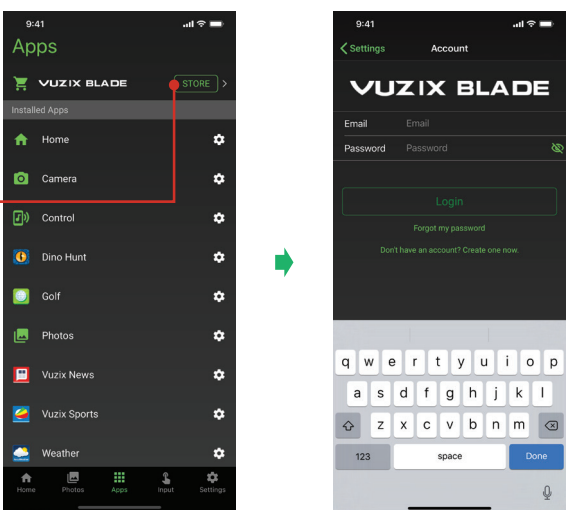 9:41
Apps
VUZIX BLADE STORE
Installed Apps
Home
Camera
Control
Dino Hunt
Golf
Photos
Vuzix News
Vuzix Sports
Weather
Home Photos Apps Input Settings
9:41
Settings Account
VUZIX BLADE
Email Email
Password Password
Login
Forgot my password
Don't have an account? Create one now.
q w e r t y u i o p
a s d f g h j k l
z x c v b n m
123 space Done